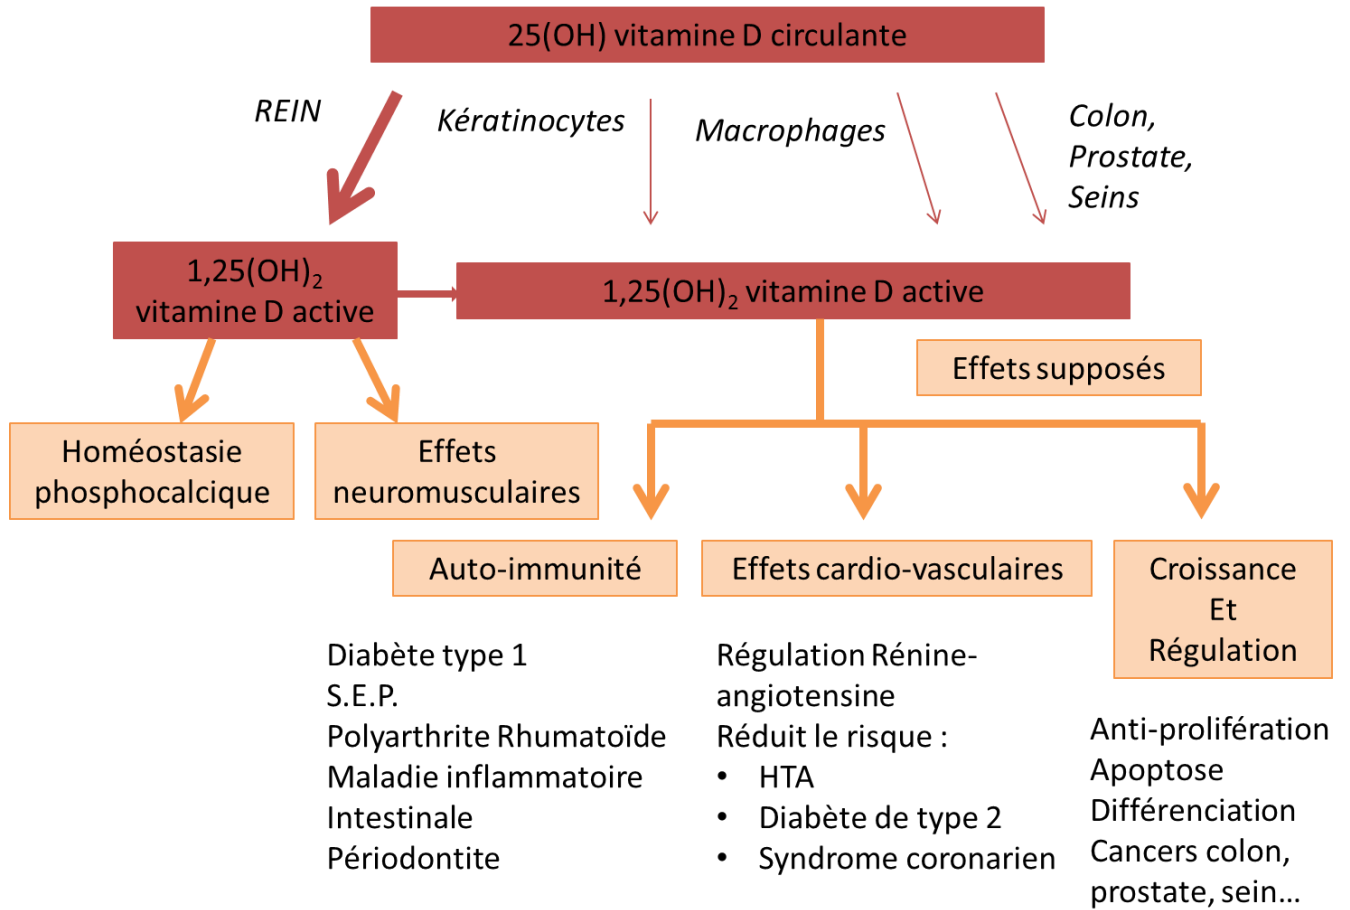 25(OH) vitamine D circulante
REIN
Kératinocytes
Macrophages
Colon,
Prostate,
Seins
1,25(OH)₂
vitamine D active
1,25(OH)₂ vitamine D active
Effets supposés
Homéostasie
phosphocalcique
Effets
neuromusculaires
Auto-immunité
Effets cardio-vasculaires
Croissance
Et
Régulation
Diabète type 1
S.E.P.
Polyarthrite Rhumatoïde
Maladie inflammatoire
Intestinale
Périodontite
Régulation Rénine-
angiotensine
Réduit le risque :
• HTA
• Diabète de type 2
• Syndrome coronarien
Anti-prolifération
Apoptose
Différenciation
Cancers colon,
prostate, sein...